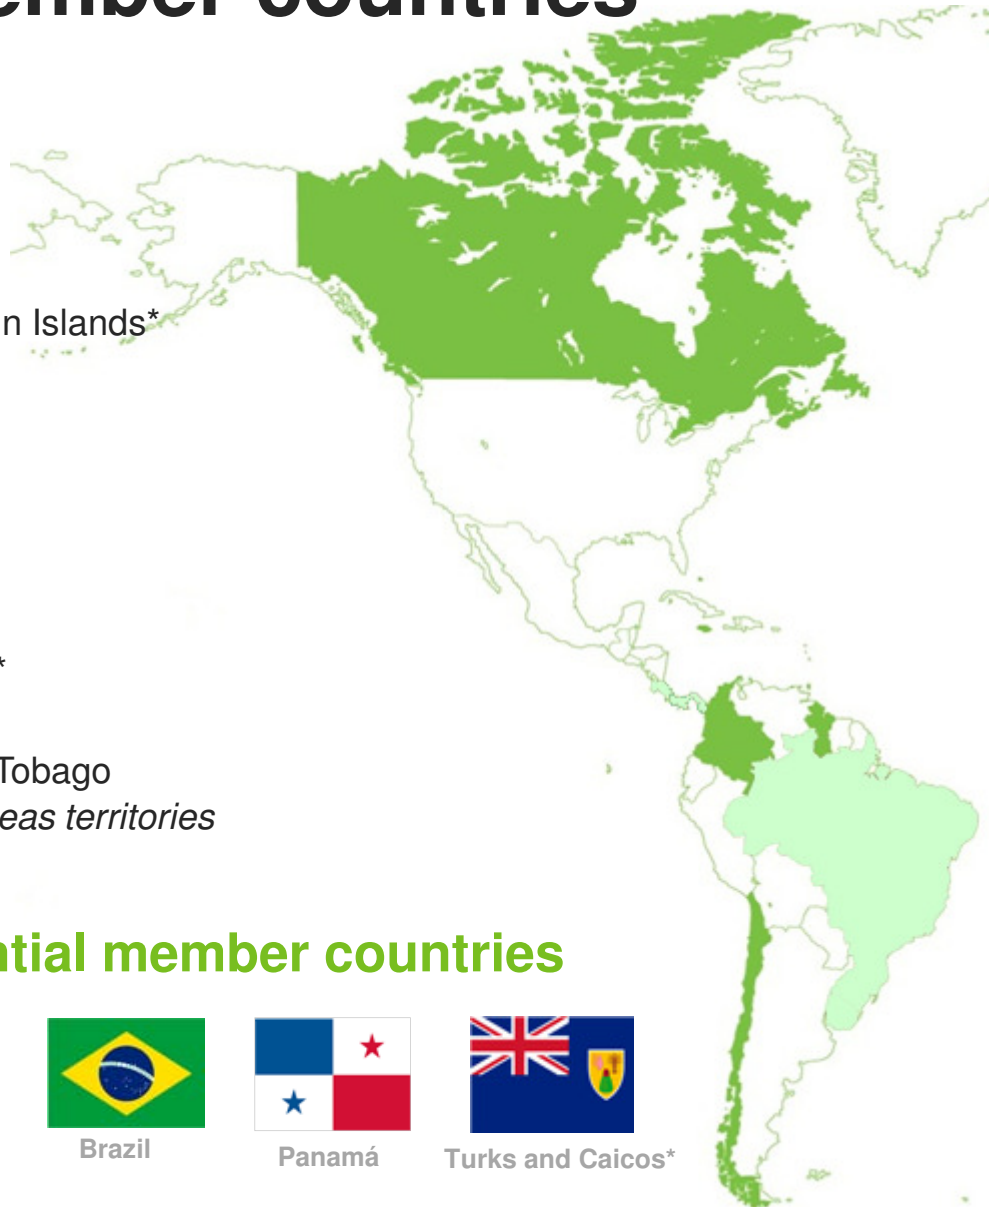 ember countries
n Islands*
*
Tobago
eas territories
ntial member countries
Brazil
Panamá
Turks and Caicos*